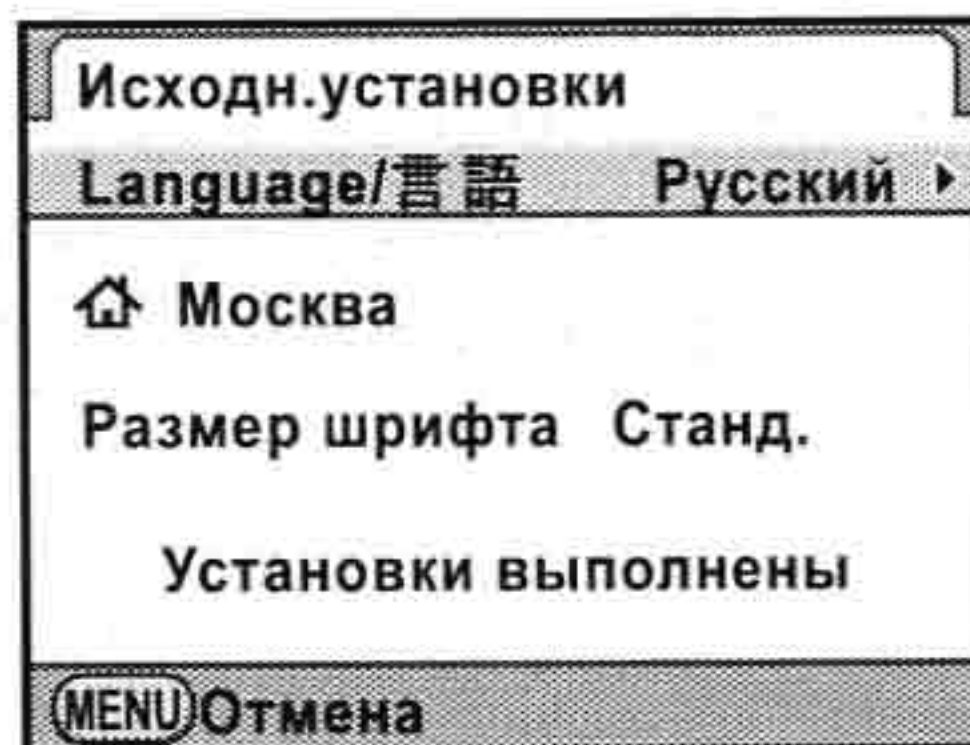 Исходн.установки
Language/言語 Русский
Москва
Размер шрифта Станд.
Установки выполнены
MENU Отмена